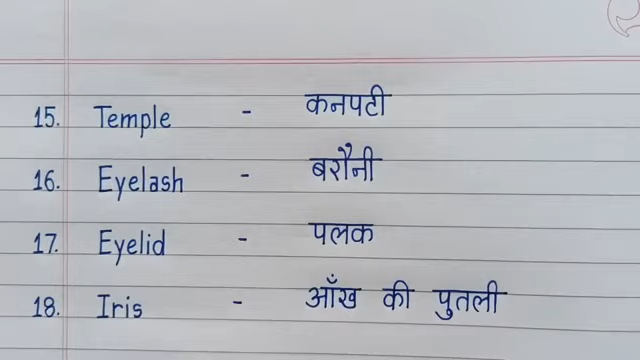 15. Temple - कनपटी
16. Eyelash - बरौनी
17. Eyelid - पलक
18. Iris - आँख की पुतली